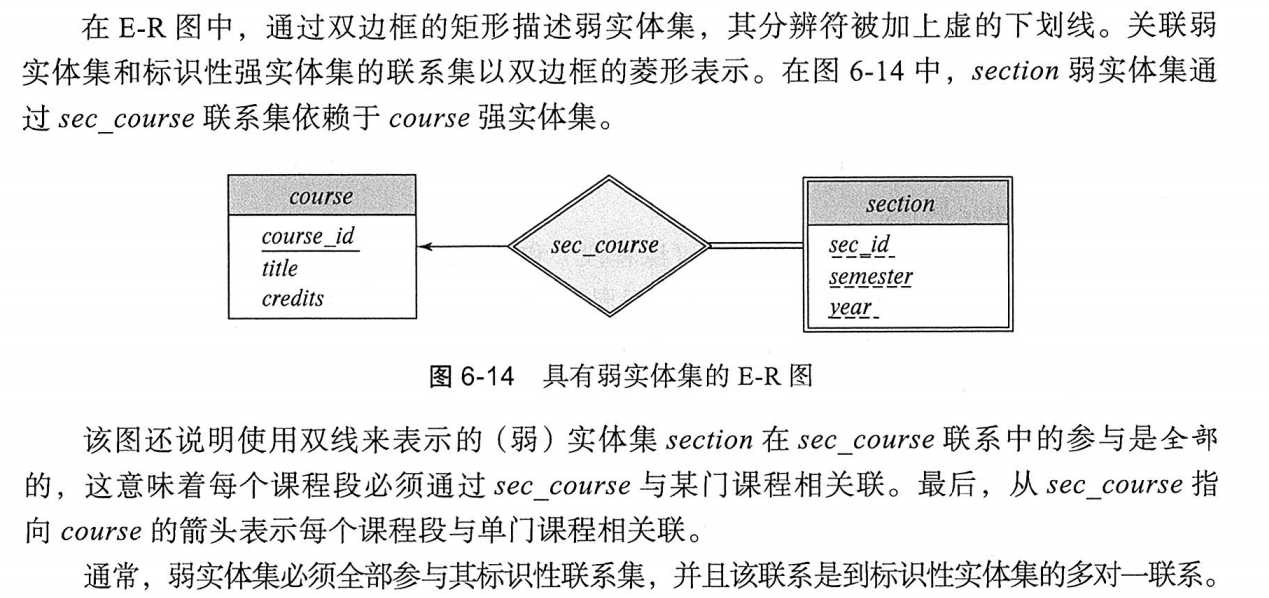 在 E-R 图中，通过双边框的矩形描述弱实体集，其分辨符被加上虚的下划线。关联弱
实体集和标识性强实体集的联系集以双边框的菱形表示。在图 6-14 中，section 弱实体集通
过 sec_course 联系集依赖于 course 强实体集。
course
course_id
title
credits
sec_course
section
sec_id
semester
year
图 6-14 具有弱实体集的 E-R 图
该图还说明使用双线来表示的（弱）实体集 section 在 sec_course 联系中的参与是全部
的，这意味着每个课程段必须通过 sec_course 与某门课程相关联。最后，从 sec_course 指
向 course 的箭头表示每个课程段与单门课程相关联。
通常，弱实体集必须全部参与其标识性联系集，并且该联系是到标识性实体集的多对一联系。